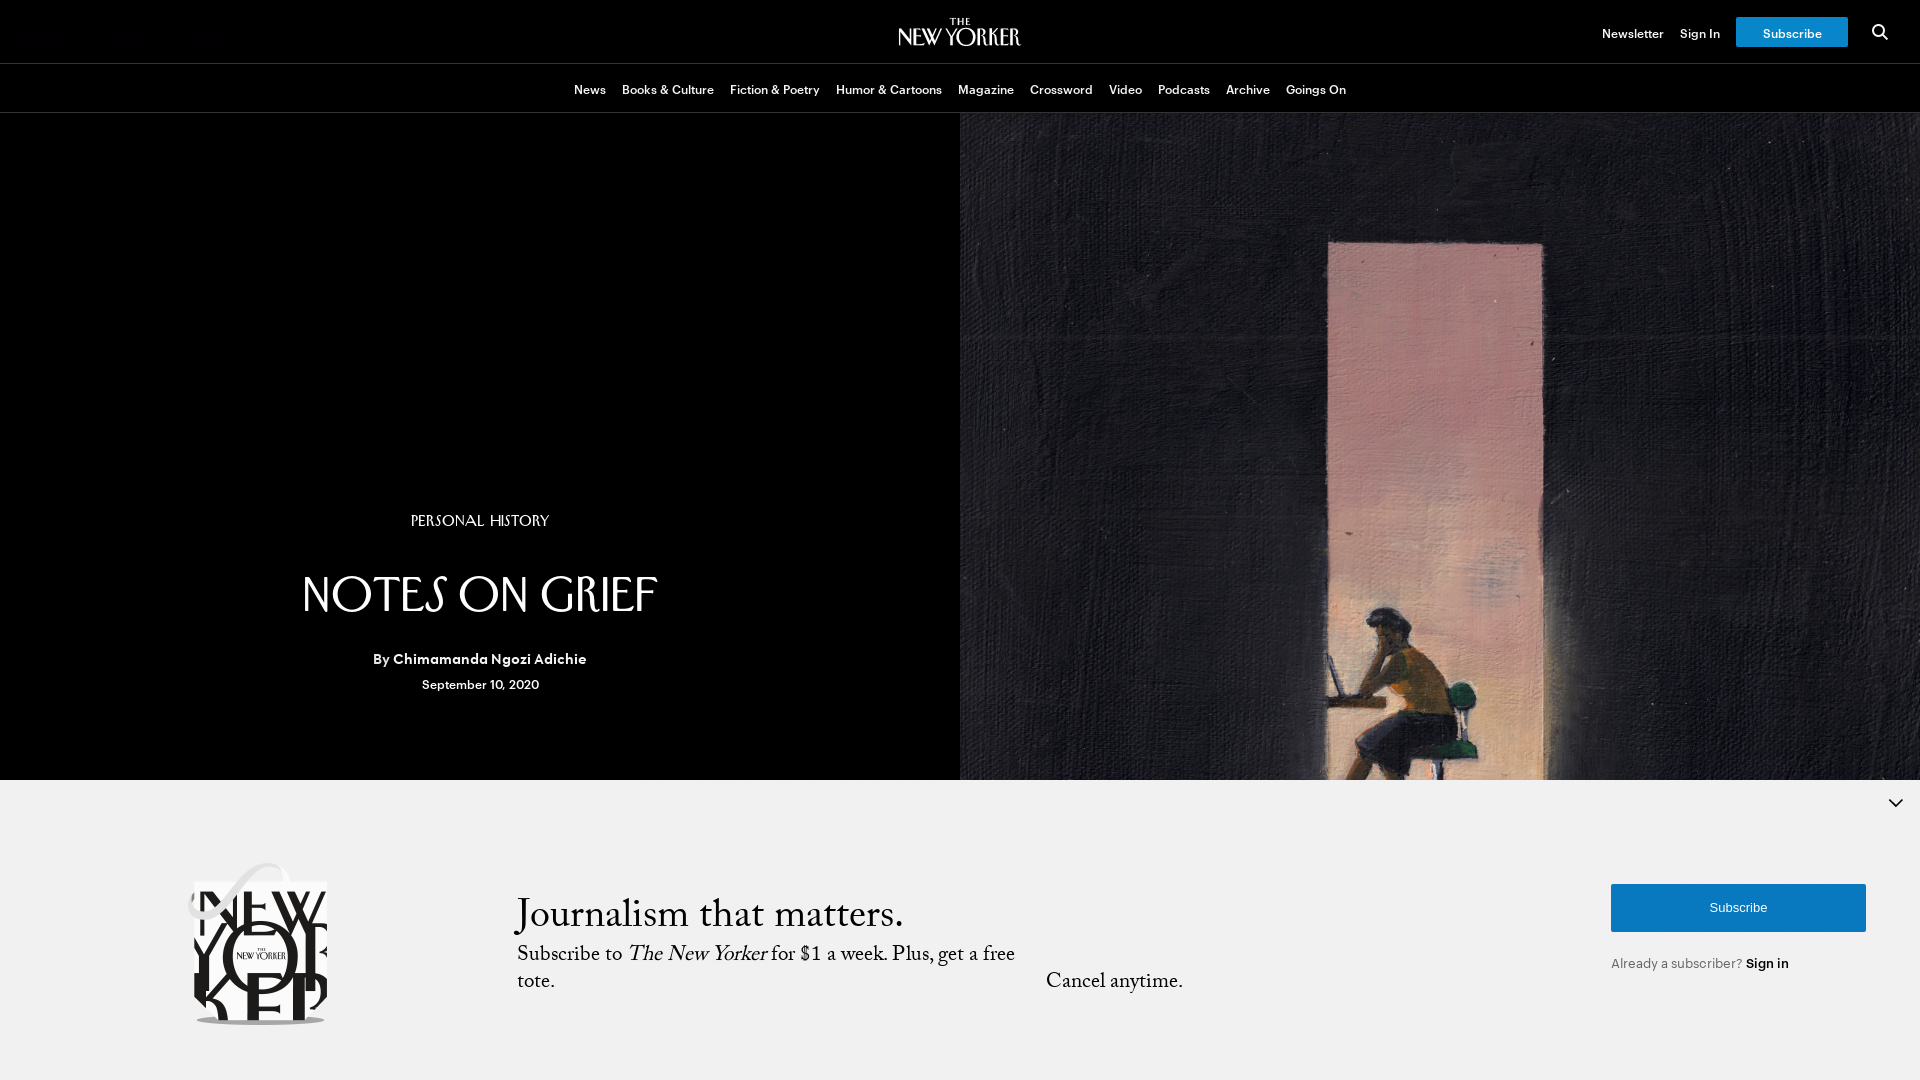 THE
NEW YORKER
Newsletter
Sign In
Subscribe
News
Books & Culture
Fiction & Poetry
Humor & Cartoons
Magazine
Crossword
Video
Podcasts
Archive
Goings On
PERSONAL HISTORY
NOTES ON GRIEF
By Chimamanda Ngozi Adichie
September 10, 2020
NEW
YOR
KER
THE
NEW YORKER
Journalism that matters.
Subscribe to The New Yorker for $1 a week. Plus, get a free
tote.
Cancel anytime.
Subscribe
Already a subscriber? Sign in